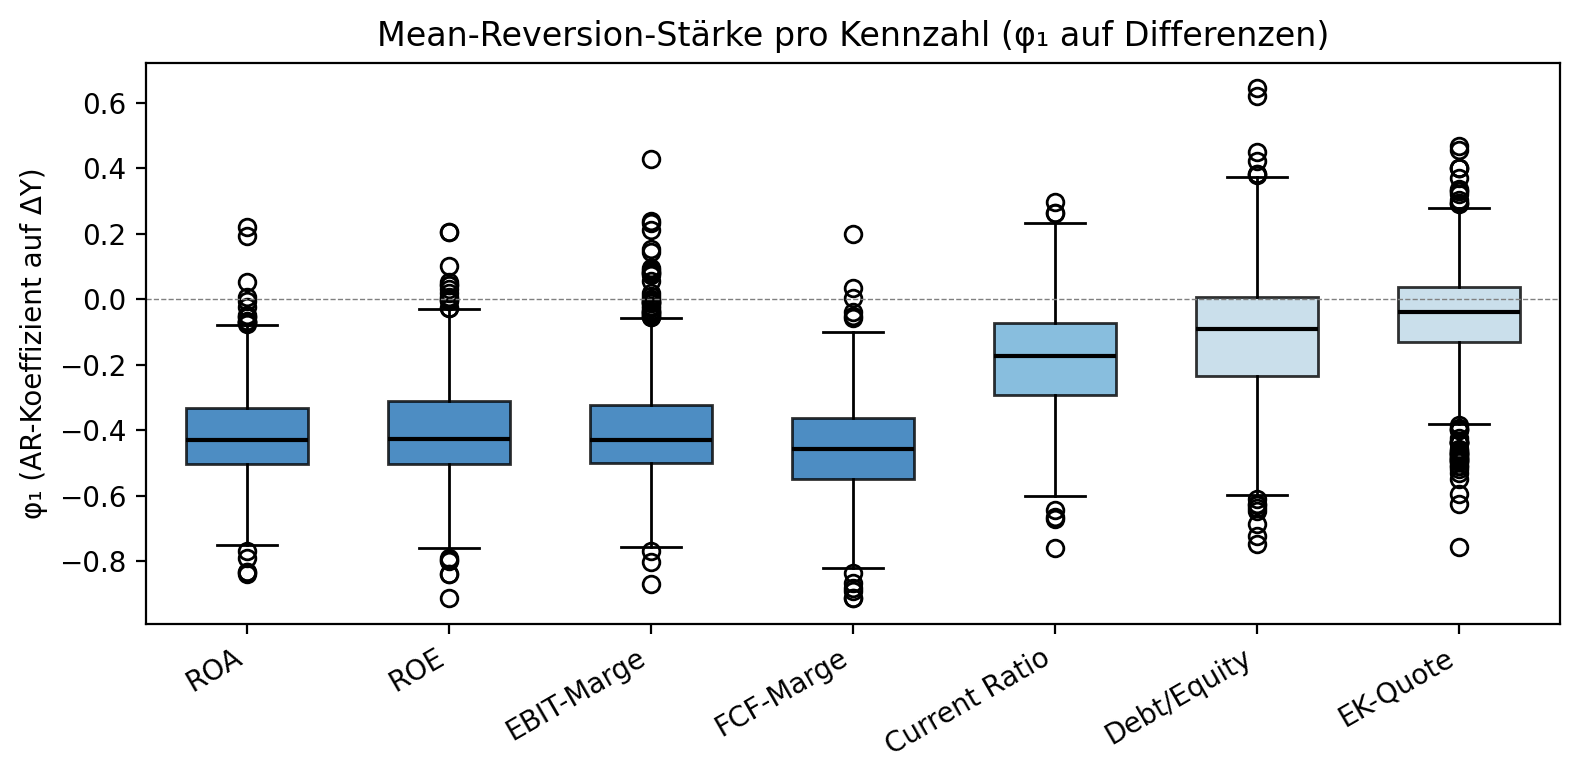 Mean-Reversion-Stärke pro Kennzahl (φ₁ auf Differenzen)
φ₁ (AR-Koeffizient auf ΔY)
0.6
0.4
0.2
0.0
−0.2
−0.4
−0.6
−0.8
ROA
ROE
EBIT-Marge
FCF-Marge
Current Ratio
Debt/Equity
EK-Quote